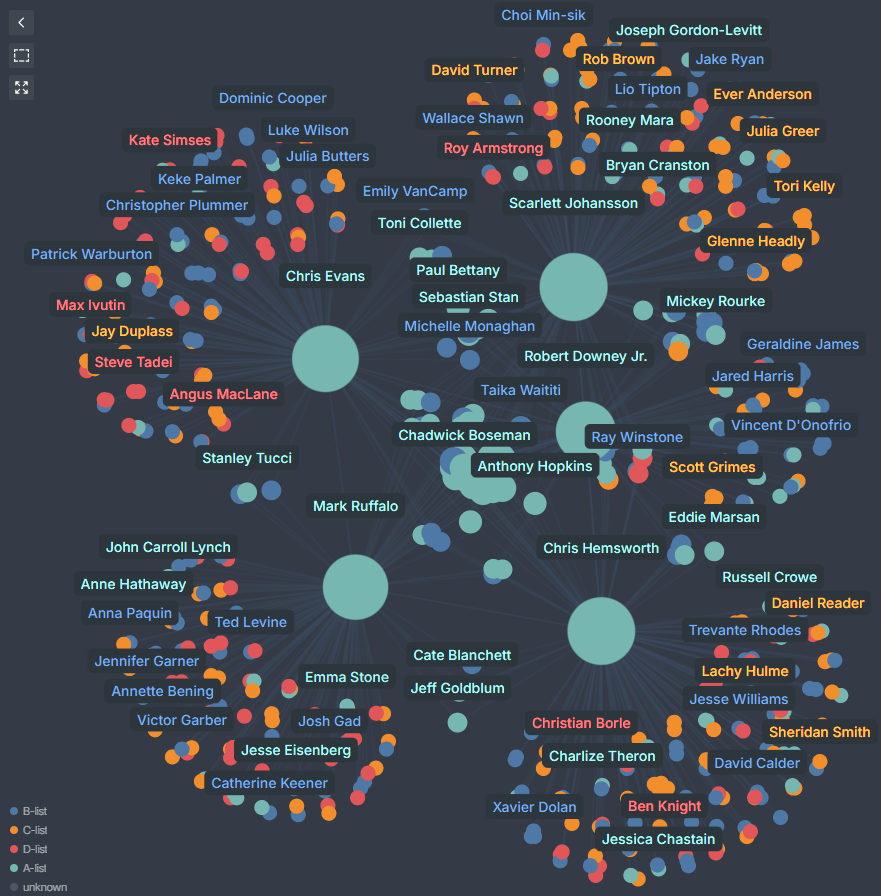 Choi Min-sik
Joseph Gordon-Levitt
Rob Brown
Jake Ryan
David Turner
Lio Tipton
Ever Anderson
Dominic Cooper
Wallace Shawn
Rooney Mara
Julia Greer
Luke Wilson
Kate Simses
Roy Armstrong
Julia Butters
Bryan Cranston
Keke Palmer
Tori Kelly
Emily VanCamp
Christopher Plummer
Scarlett Johansson
Toni Collette
Glenne Headly
Patrick Warburton
Paul Bettany
Chris Evans
Sebastian Stan
Mickey Rourke
Max Ivutin
Michelle Monaghan
Jay Duplass
Geraldine James
Robert Downey Jr.
Steve Tadei
Jared Harris
Angus MacLane
Taika Waititi
Vincent D'Onofrio
Chadwick Boseman
Ray Winstone
Stanley Tucci
Anthony Hopkins
Scott Grimes
Mark Ruffalo
Eddie Marsan
John Carroll Lynch
Chris Hemsworth
Russell Crowe
Anne Hathaway
Daniel Reader
Anna Paquin
Ted Levine
Trevante Rhodes
Cate Blanchett
Jennifer Garner
Lachy Hulme
Emma Stone
Jeff Goldblum
Annette Bening
Jesse Williams
Victor Garber
Josh Gad
Christian Borle
Sheridan Smith
Jesse Eisenberg
Charlize Theron
David Calder
Catherine Keener
Xavier Dolan
Ben Knight
Jessica Chastain
B-list
C-list
D-list
A-list
unknown